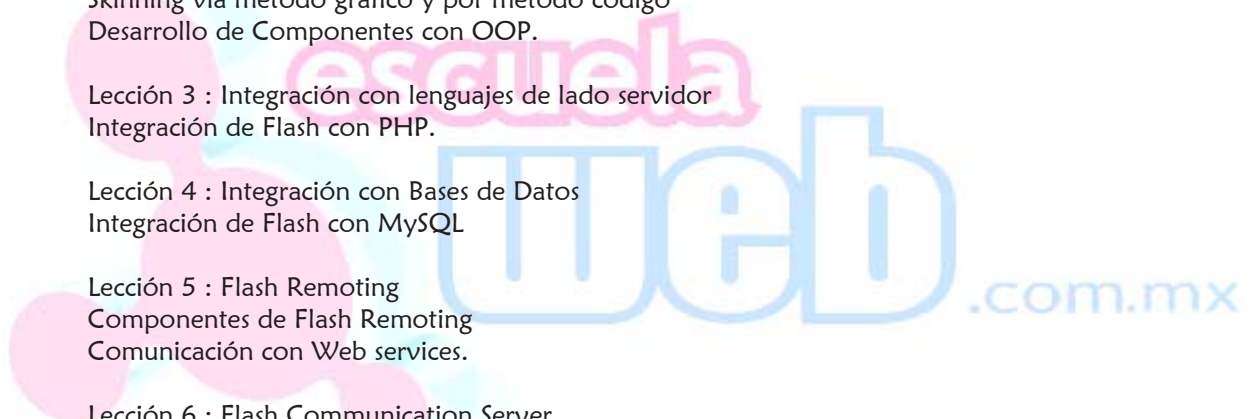 Skinning vía método gráfico y por método código
Desarrollo de Componentes con OOP.
Lección 3 : Integración con lenguajes de lado servidor
Integración de Flash con PHP.
Lección 4 : Integración con Bases de Datos
Integración de Flash con MySQL
Lección 5 : Flash Remoting
Componentes de Flash Remoting
Comunicación con Web services.
Lección 6 : Flash Communication Server
escuela
web
.com.mx